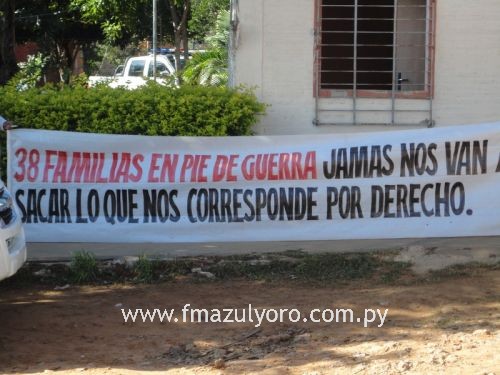 38 FAMILIAS EN PIE DE GUERRA JAMAS NOS VAN A
SACAR LO QUE NOS CORRESPONDE POR DERECHO.
www.fmazulyoro.com.py